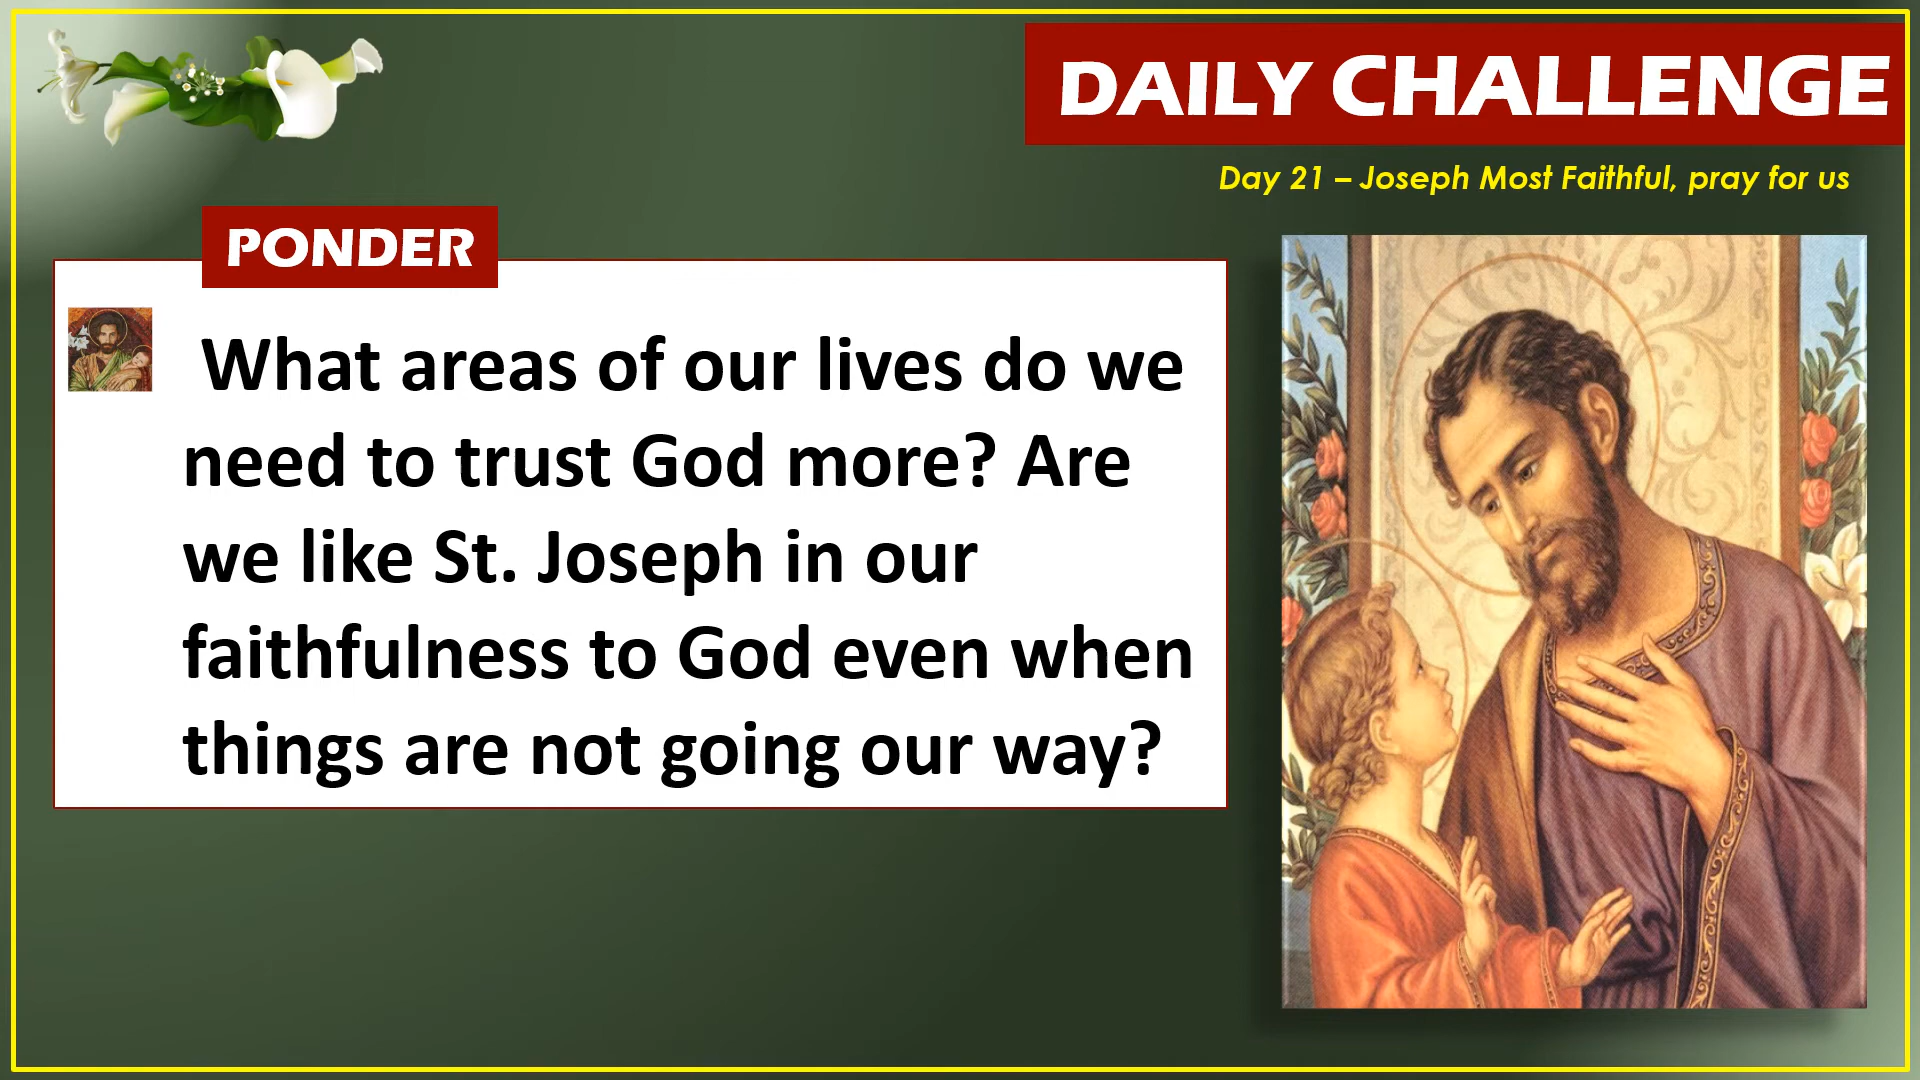 DAILY CHALLENGE
Day 21 – Joseph Most Faithful, pray for us
PONDER
What areas of our lives do we
need to trust God more? Are
we like St. Joseph in our
faithfulness to God even when
things are not going our way?